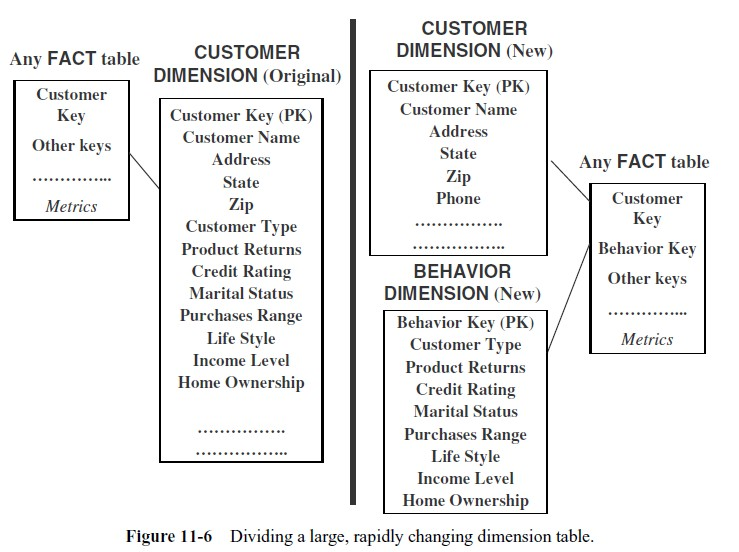 Any FACT table
Customer
Key
Other keys
…………...
Metrics
CUSTOMER
DIMENSION (Original)
Customer Key (PK)
Customer Name
Address
State
Zip
Customer Type
Product Returns
Credit Rating
Marital Status
Purchases Range
Life Style
Income Level
Home Ownership
…………….
……………...
CUSTOMER
DIMENSION (New)
Customer Key (PK)
Customer Name
Address
State
Zip
Phone
…………….
……………...
BEHAVIOR
DIMENSION (New)
Behavior Key (PK)
Customer Type
Product Returns
Credit Rating
Marital Status
Purchases Range
Life Style
Income Level
Home Ownership
Any FACT table
Customer
Key
Behavior Key
Other keys
…………...
Metrics
Figure 11-6 Dividing a large, rapidly changing dimension table.